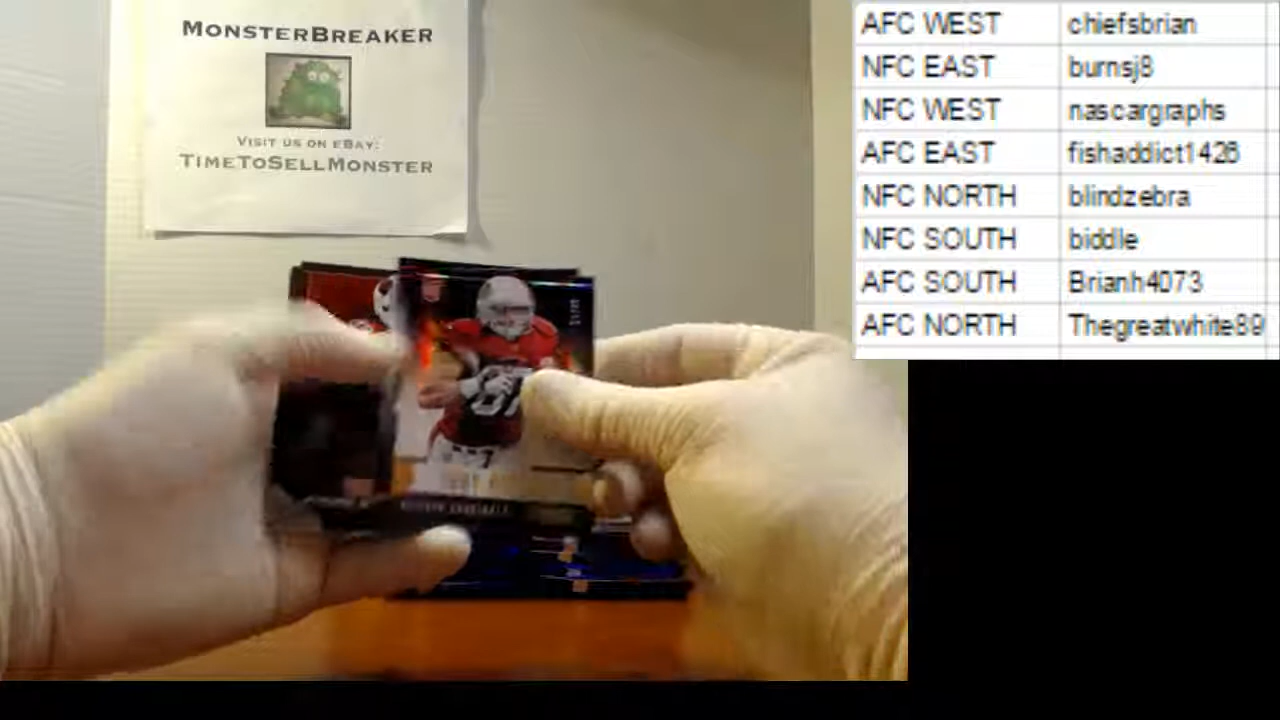 MONSTERBREAKER
VISIT US ON EBAY:
TIMETOSELLMONSTER
AFC WEST chiefsbrian
NFC EAST burnsj8
NFC WEST nascargraphs
AFC EAST fishaddict1426
NFC NORTH blindzebra
NFC SOUTH biddle
AFC SOUTH Brianh4073
AFC NORTH Thegreatwhite89